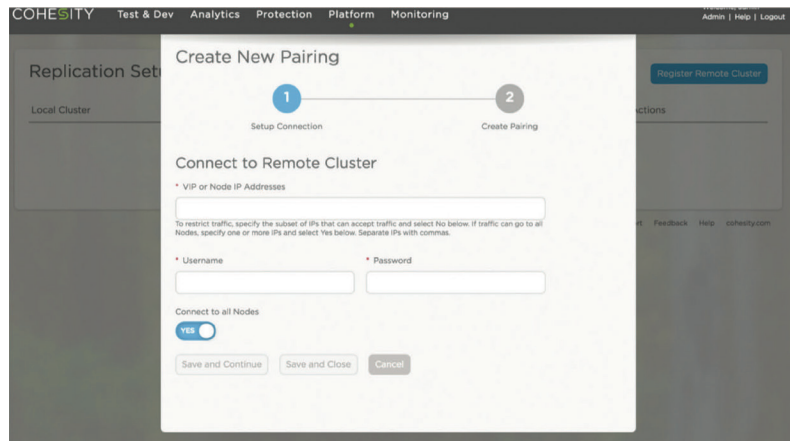 COHESITY Test & Dev Analytics Protection Platform Monitoring
Welcome, admin
Admin | Help | Logout
Replication Set
Register Remote Cluster
Local Cluster
Create New Pairing
1
2
Setup Connection
Create Pairing
Connect to Remote Cluster
* VIP or Node IP Addresses
To restrict traffic, specify the subset of IPs that can accept traffic and select No below. If traffic can go to all
Nodes, specify one or more IPs and select Yes below. Separate IPs with commas.
* Username
* Password
Connect to all Nodes
YES
Save and Continue
Save and Close
Cancel
Feedback Help cohesity.com